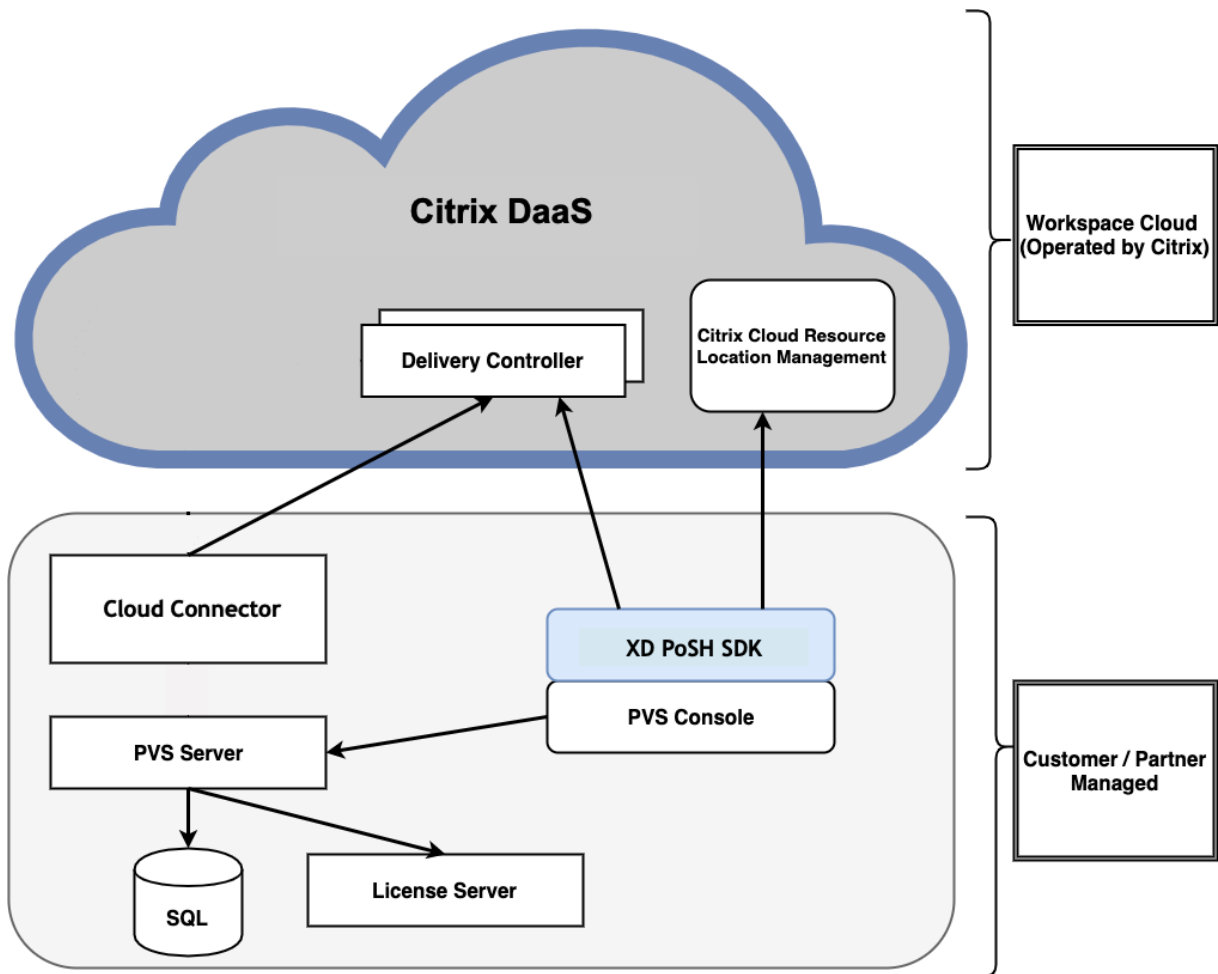 Citrix DaaS
Workspace Cloud
(Operated by Citrix)
Citrix Cloud Resource
Location Management
Delivery Controller
Cloud Connector
XD PoSH SDK
PVS Console
PVS Server
Customer / Partner
Managed
License Server
SQL